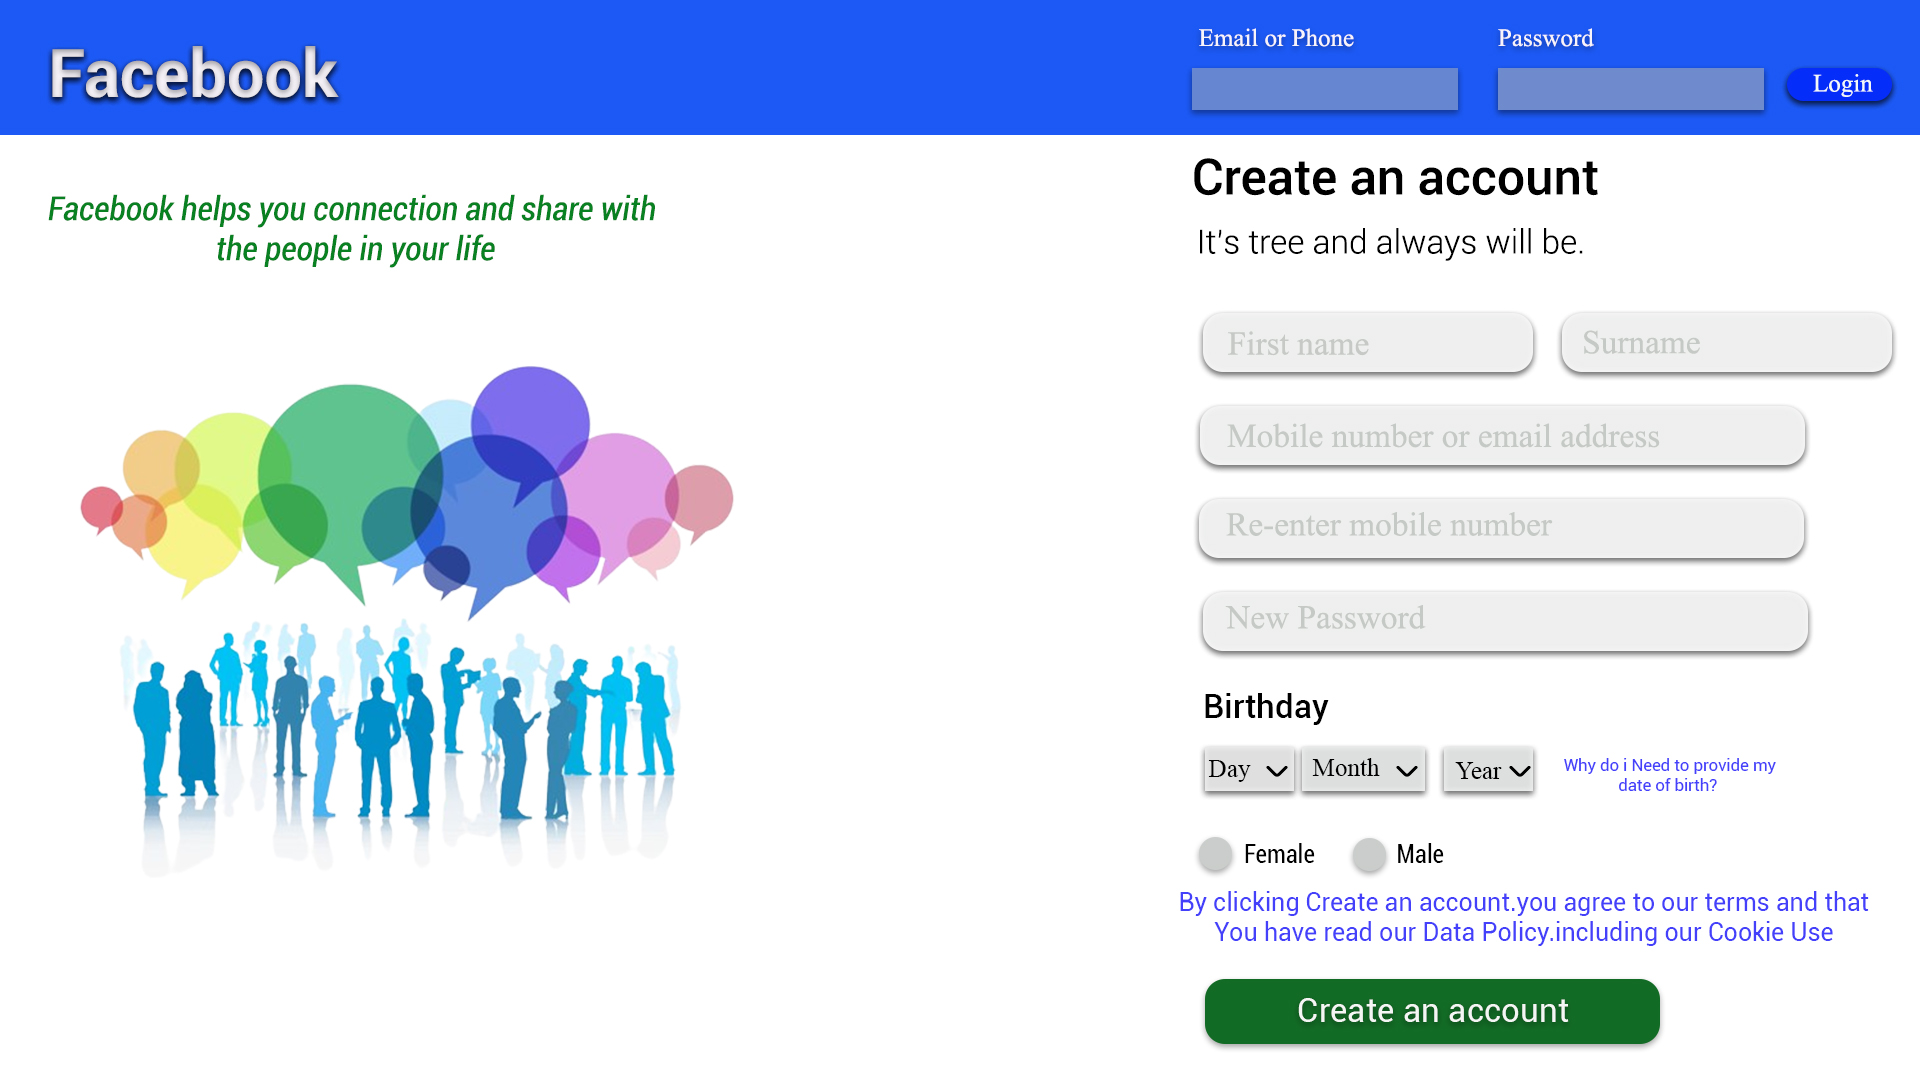 Facebook
Email or Phone
Password
Login
Facebook helps you connection and share with
the people in your life
Create an account
It's tree and always will be.
First name
Surname
Mobile number or email address
Re-enter mobile number
New Password
Birthday
Day
Month
Year
Why do i Need to provide my
date of birth?
Female
Male
By clicking Create an account.you agree to our terms and that
You have read our Data Policy.including our Cookie Use
Create an account